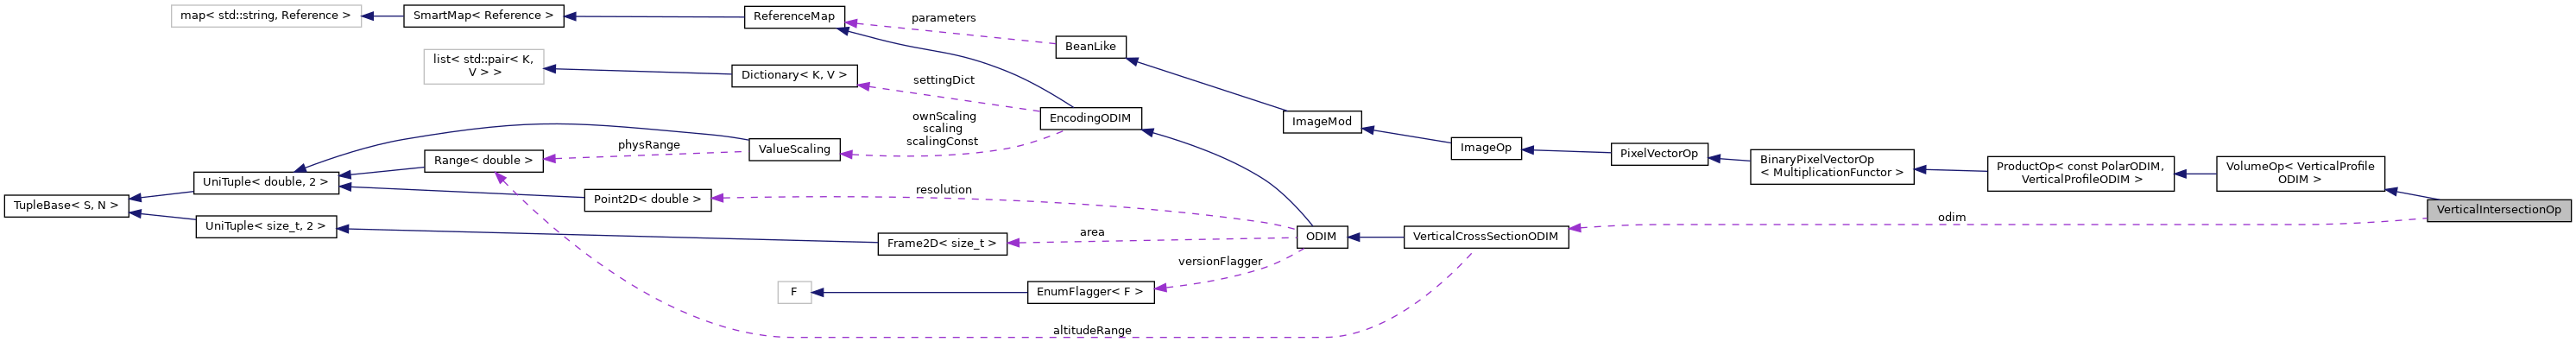 map< std::string, Reference >
SmartMap< Reference >
ReferenceMap
parameters
BeanLike
list< std::pair< K,
V > >
Dictionary< K, V >
settingDict
EncodingODIM
ownScaling
scaling
scalingConst
ImageMod
ValueScaling
physRange
Range< double >
ImageOp
PixelVectorOp
BinaryPixelVectorOp
< MultiplicationFunctor >
ProductOp< const PolarODIM,
VerticalProfileODIM >
VolumeOp< VerticalProfile
ODIM >
UniTuple< double, 2 >
TupleBase< S, N >
Point2D< double >
resolution
VerticalIntersectionOp
odim
UniTuple< size_t, 2 >
Frame2D< size_t >
area
ODIM
VerticalCrossSectionODIM
versionFlagger
F
EnumFlagger< F >
altitudeRange